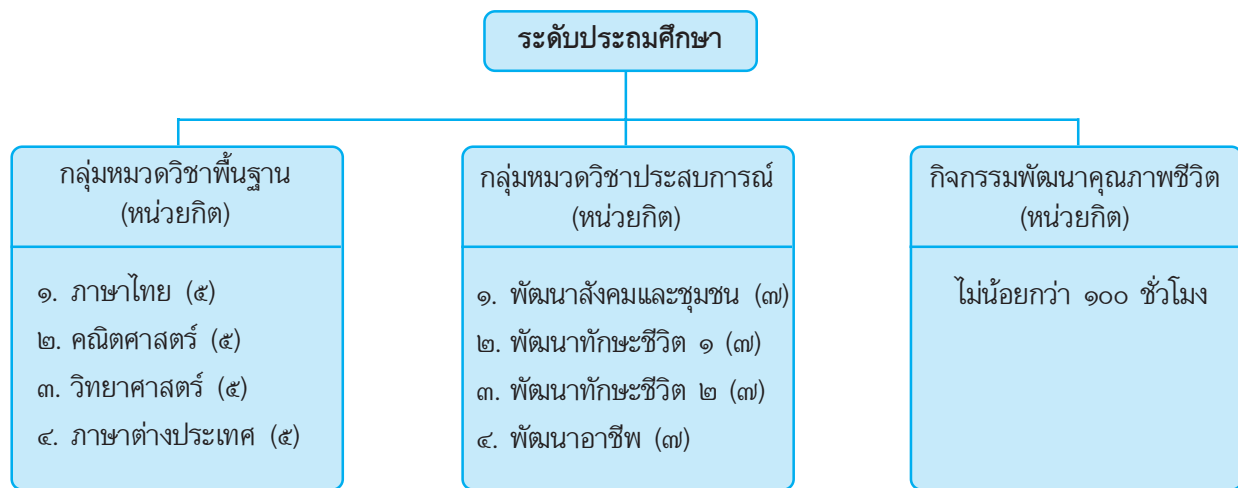 ระดับประถมศึกษา
กลุ่มหมวดวิชาพื้นฐาน
(หน่วยกิต)
๑. ภาษาไทย (๕)
๒. คณิตศาสตร์ (๕)
๓. วิทยาศาสตร์ (๕)
๔. ภาษาต่างประเทศ (๕)
กลุ่มหมวดวิชาประสบการณ์
(หน่วยกิต)
๑. พัฒนาสังคมและชุมชน (๗)
๒. พัฒนาทักษะชีวิต ๑ (๗)
๓. พัฒนาทักษะชีวิต ๒ (๗)
๔. พัฒนาอาชีพ (๗)
กิจกรรมพัฒนาคุณภาพชีวิต
(หน่วยกิต)
ไม่น้อยกว่า ๑๐๐ ชั่วโมง